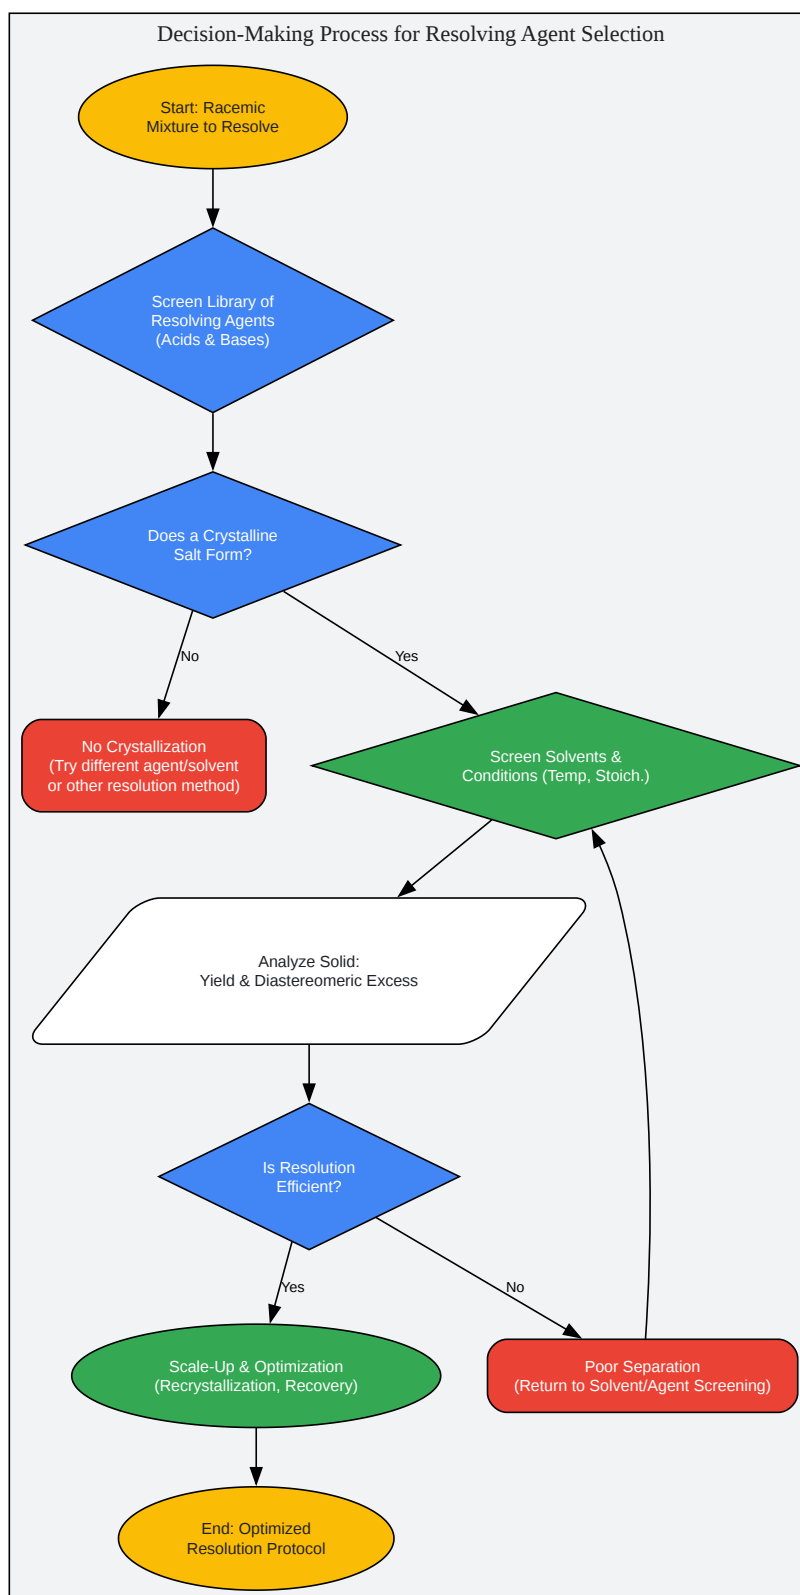 Decision-Making Process for Resolving Agent Selection
Start: Racemic
Mixture to Resolve
Screen Library of
Resolving Agents
(Acids & Bases)
Does a Crystalline
Salt Form?
No
Yes
No Crystallization
(Try different agent/solvent
or other resolution method)
Screen Solvents &
Conditions (Temp, Stoich.)
Analyze Solid:
Yield & Diastereomeric Excess
Is Resolution
Efficient?
Yes
No
Scale-Up & Optimization
(Recrystallization, Recovery)
Poor Separation
(Return to Solvent/Agent Screening)
End: Optimized
Resolution Protocol